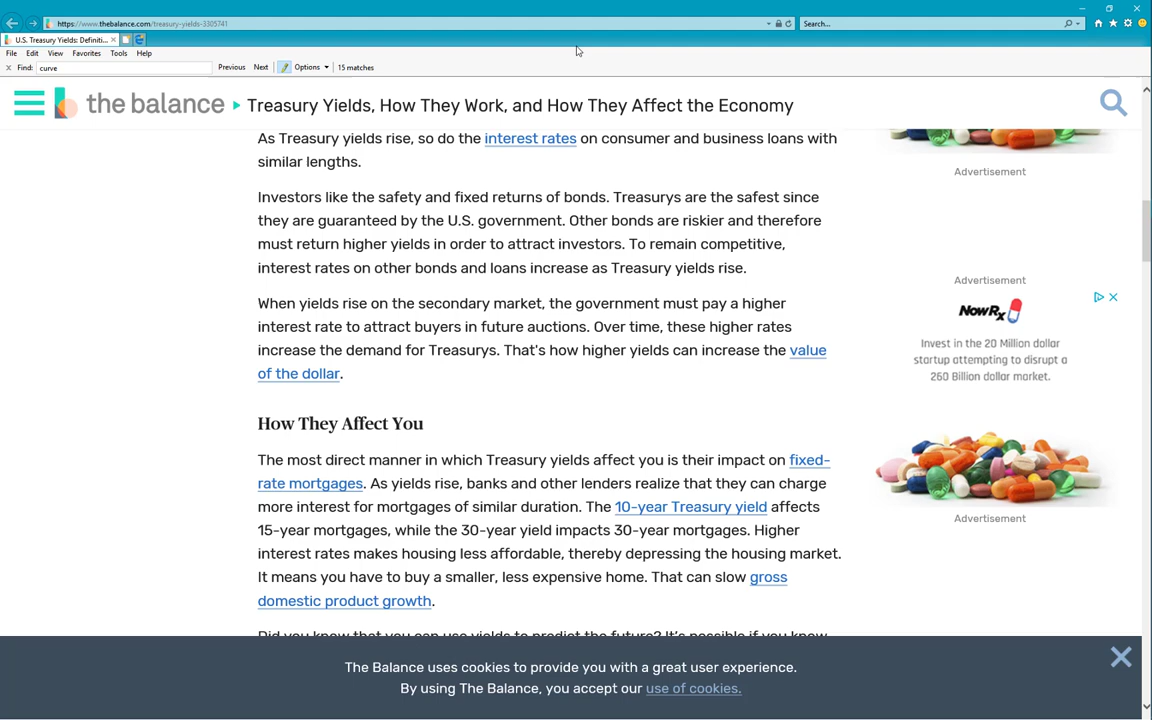 https://www.thebalance.com/treasury-yields-3305741
Search...
U.S. Treasury Yields: Definiti...
File Edit View Favorites Tools Help
Find: curve Previous Next Options 15 matches
the balance Treasury Yields, How They Work, and How They Affect the Economy
As Treasury yields rise, so do the interest rates on consumer and business loans with
similar lengths.
Investors like the safety and fixed returns of bonds. Treasurys are the safest since
they are guaranteed by the U.S. government. Other bonds are riskier and therefore
must return higher yields in order to attract investors. To remain competitive,
interest rates on other bonds and loans increase as Treasury yields rise.
When yields rise on the secondary market, the government must pay a higher
interest rate to attract buyers in future auctions. Over time, these higher rates
increase the demand for Treasurys. That's how higher yields can increase the value
of the dollar.
How They Affect You
The most direct manner in which Treasury yields affect you is their impact on fixed-
rate mortgages. As yields rise, banks and other lenders realize that they can charge
more interest for mortgages of similar duration. The 10-year Treasury yield affects
15-year mortgages, while the 30-year yield impacts 30-year mortgages. Higher
interest rates makes housing less affordable, thereby depressing the housing market.
It means you have to buy a smaller, less expensive home. That can slow gross
domestic product growth.
Did you know that you can use yields to predict the future? It's possible if you know
Advertisement
Advertisement
NowRx
Invest in the 20 Million dollar
startup attempting to disrupt a
260 Billion dollar market.
Advertisement
The Balance uses cookies to provide you with a great user experience.
By using The Balance, you accept our use of cookies.